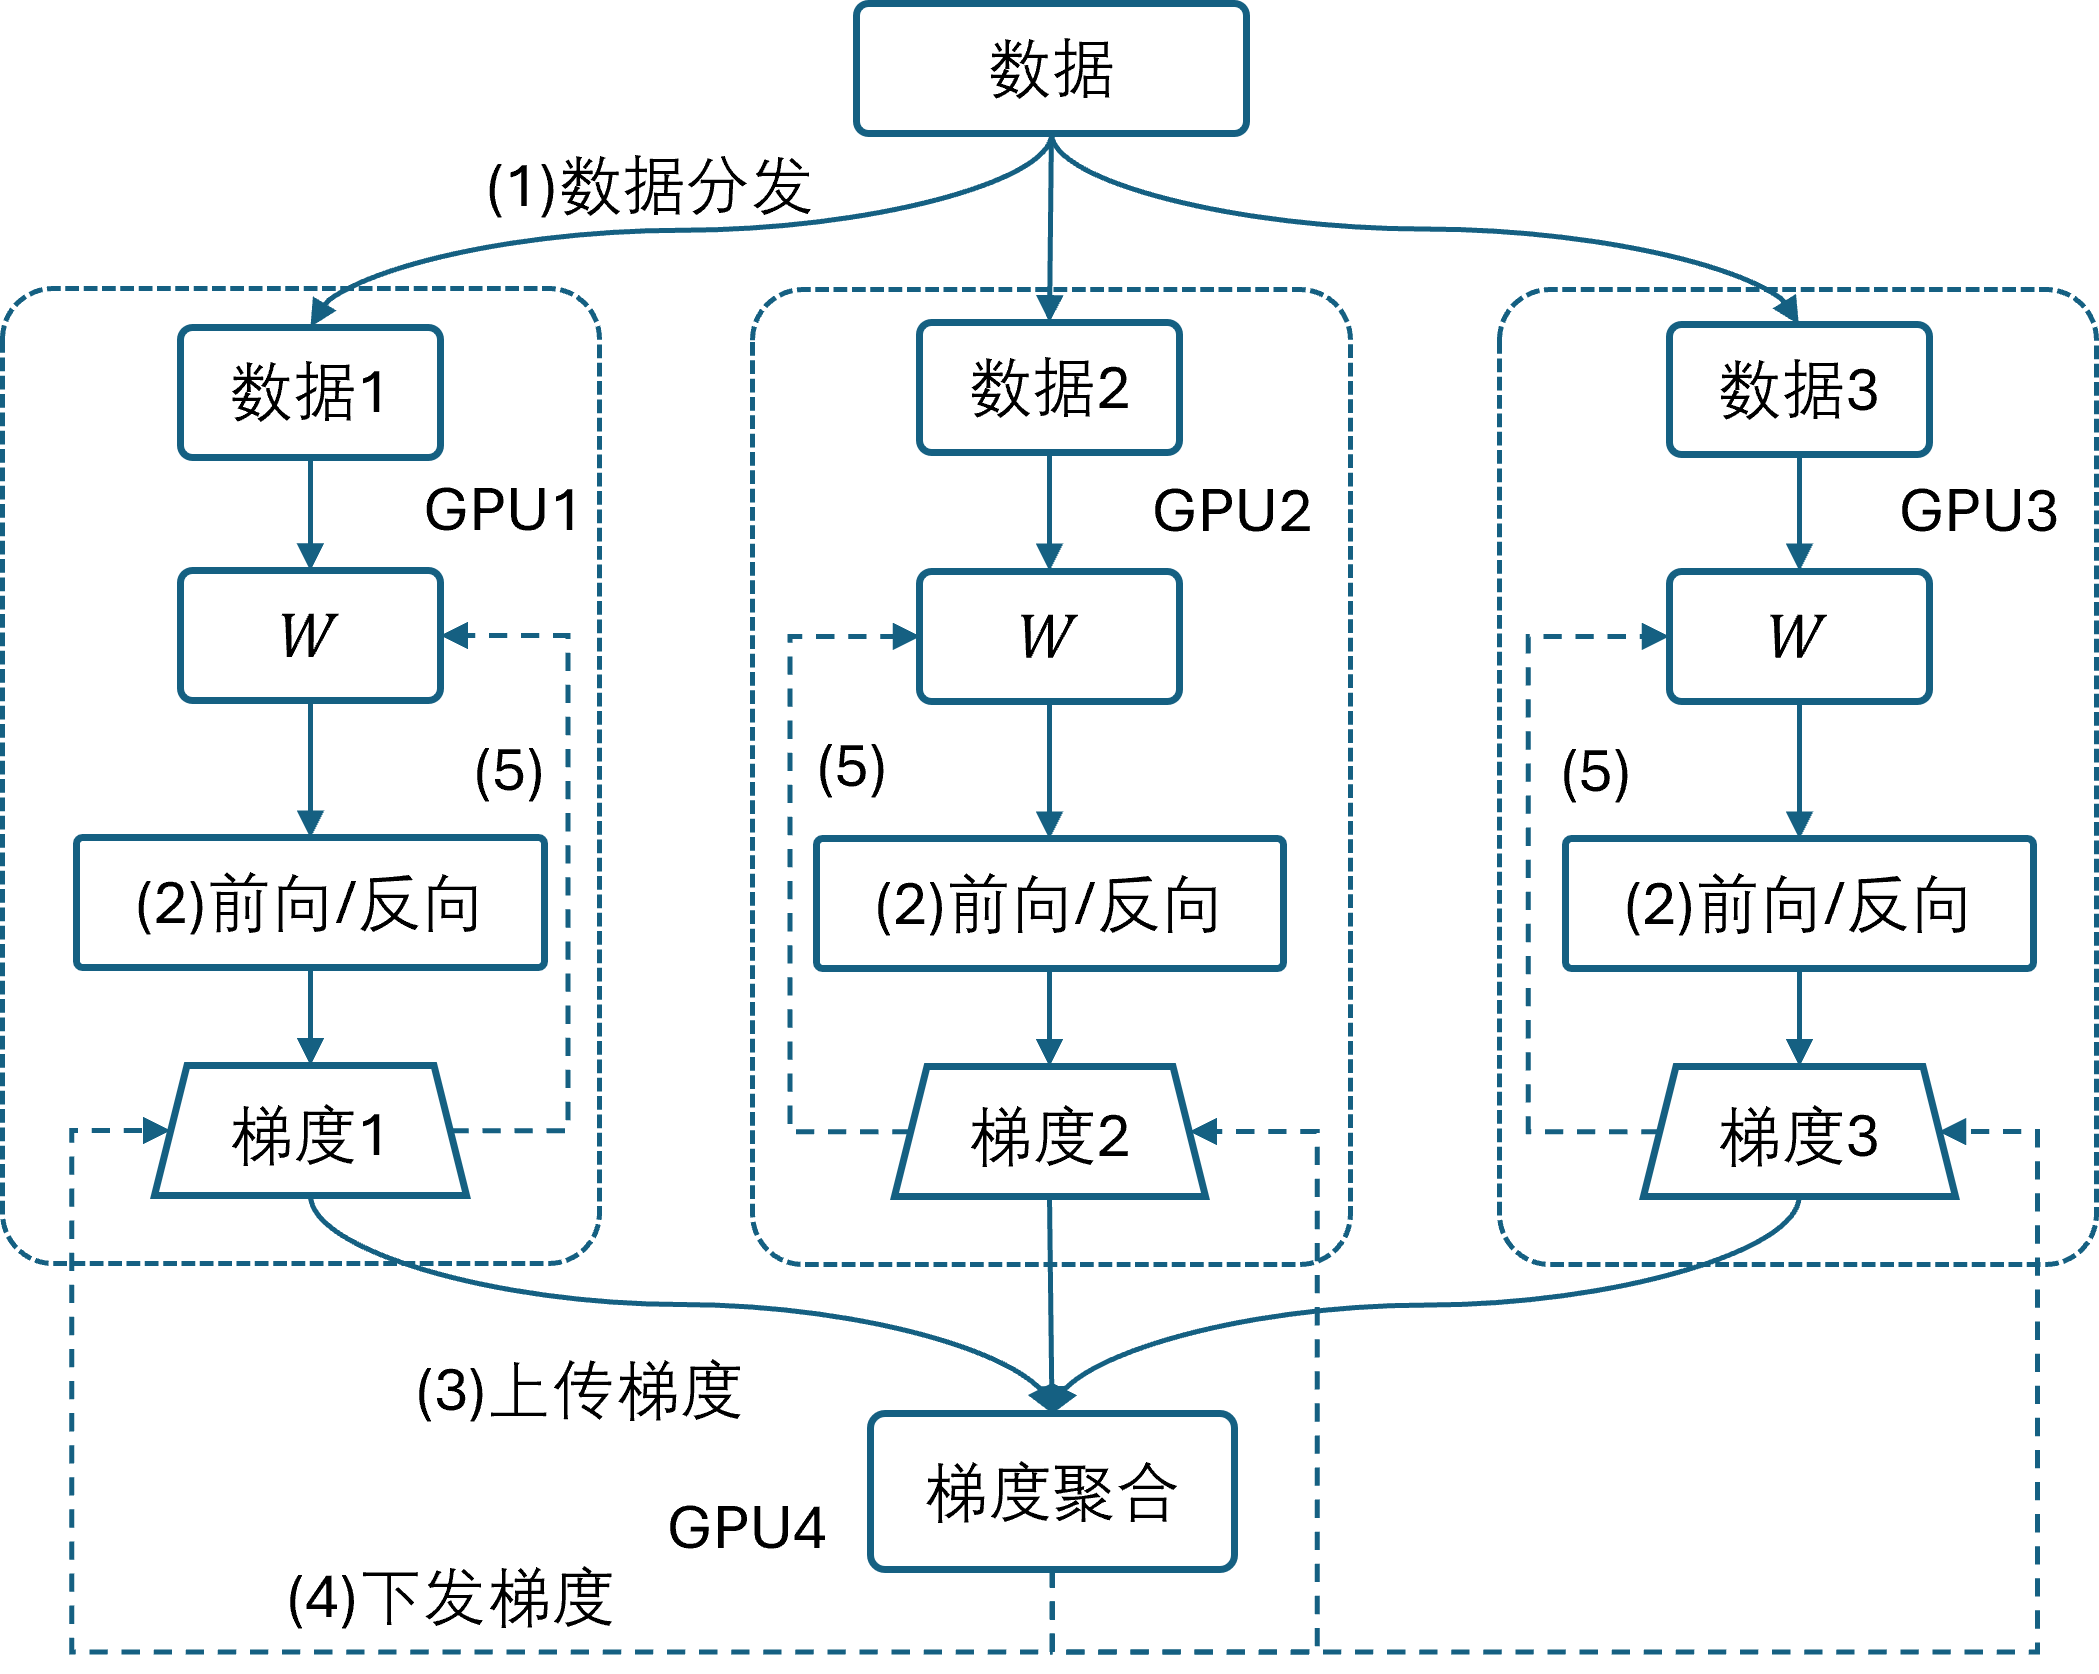 数据
(1)数据分发
数据1
数据2
数据3
GPU1
GPU2
GPU3
W
W
W
(5)
(5)
(5)
(2)前向/反向
(2)前向/反向
(2)前向/反向
梯度1
梯度2
梯度3
(3)上传梯度
梯度聚合
GPU4
(4)下发梯度